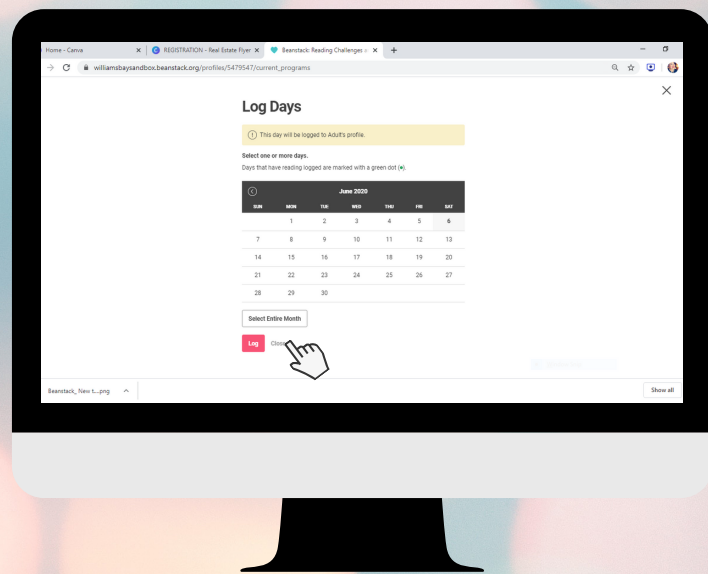 Home - Canva
REGISTRATION - Real Estate Flyer
Beanstack: Reading Challenges a
williamsbaysandbox.beanstack.org/profiles/5479547/current_programs
Log Days
This day will be logged to Adult's profile.
Select one or more days.
Days that have reading logged are marked with a green dot (●).
June 2020
SUN MON TUE WED THU FRI SAT
1 2 3 4 5 6
7 8 9 10 11 12 13
14 15 16 17 18 19 20
21 22 23 24 25 26 27
28 29 30
Select Entire Month
Log Close
Beanstack_ New t....png
Show all